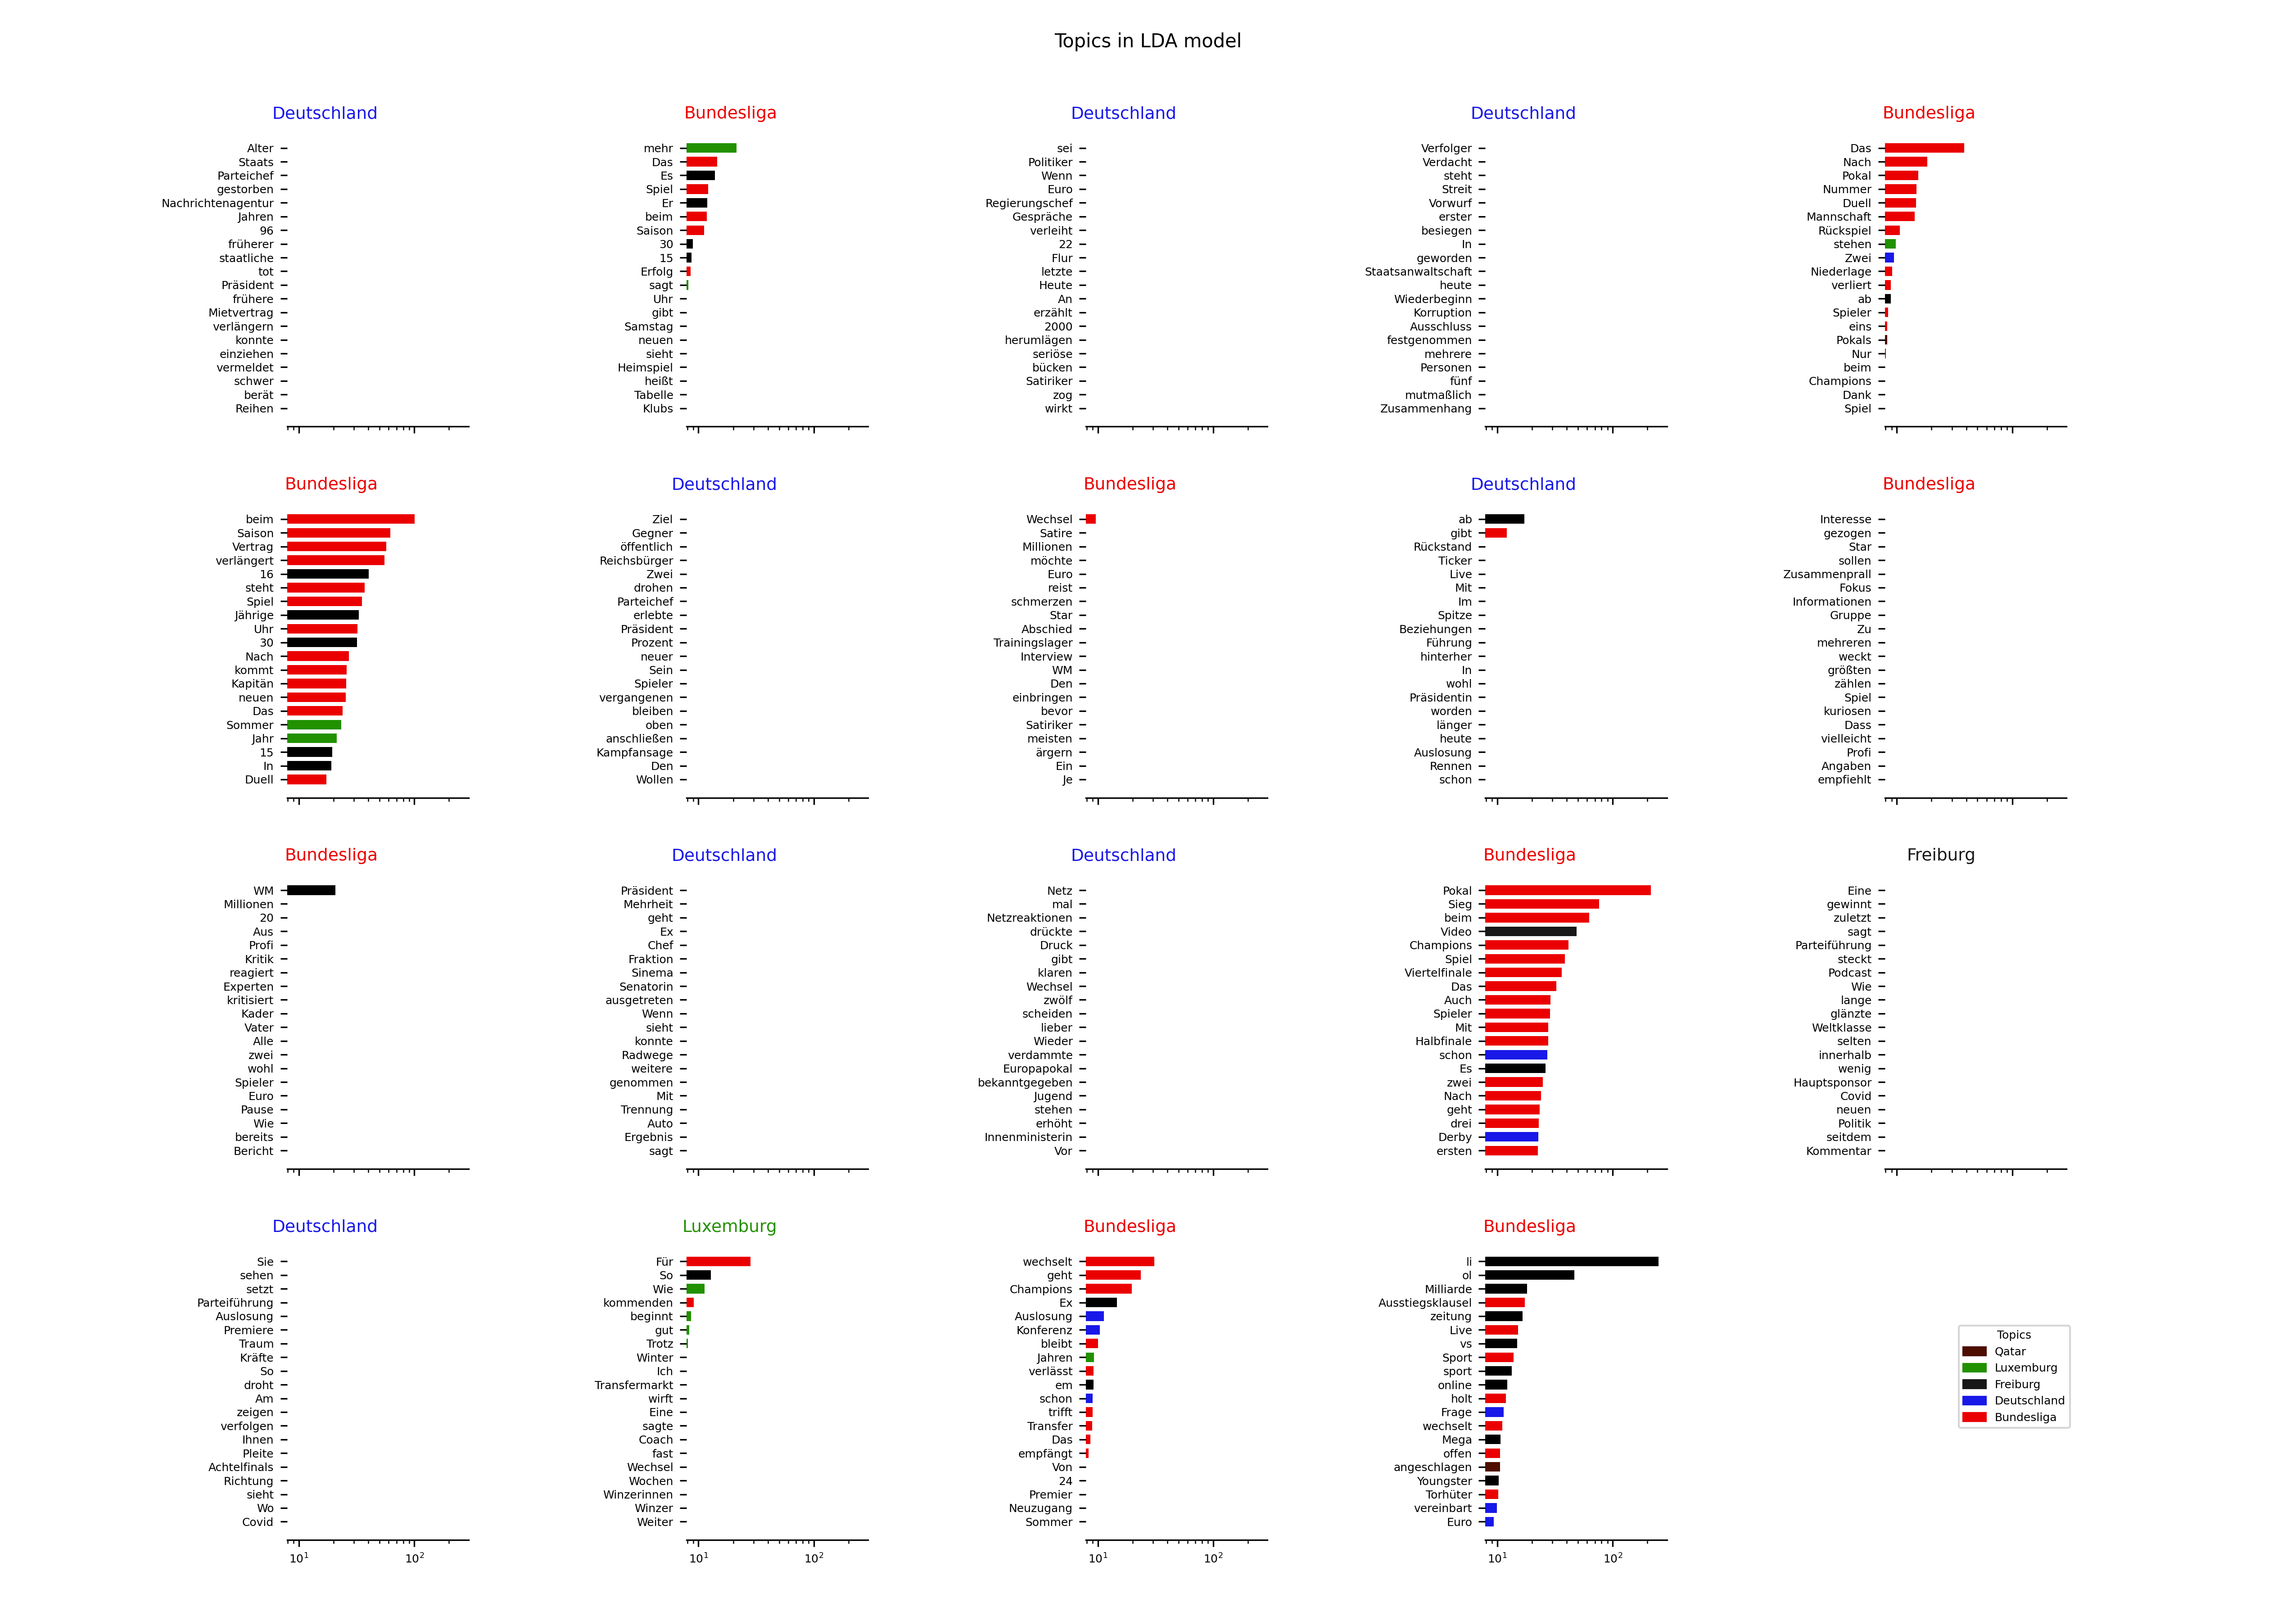 Topics in LDA model
Deutschland
Alter
Staats
Parteichef
gestorben
Nachrichtenagentur
Jahren
96
früherer
staatliche
tot
Präsident
frühere
Mietvertrag
verlängern
konnte
einziehen
vermeldet
schwer
berät
Reihen
Bundesliga
mehr
Das
Es
Spiel
Er
beim
Saison
30
15
Erfolg
sagt
Uhr
gibt
Samstag
neuen
sieht
Heimspiel
heißt
Tabelle
Klubs
Deutschland
sei
Politiker
Wenn
Euro
Regierungschef
Gespräche
verleiht
22
Flur
letzte
Heute
An
erzählt
2000
herumlägen
seriöse
bücken
Satiriker
zog
wirkt
Deutschland
Verfolger
Verdacht
steht
Streit
Vorwurf
erster
besiegen
In
geworden
Staatsanwaltschaft
heute
Wiederbeginn
Korruption
Ausschluss
festgenommen
mehrere
Personen
fünf
mutmaßlich
Zusammenhang
Bundesliga
Das
Nach
Pokal
Nummer
Duell
Mannschaft
Rückspiel
stehen
Zwei
Niederlage
verliert
ab
Spieler
eins
Pokals
Nur
beim
Champions
Dank
Spiel
Bundesliga
beim
Saison
Vertrag
verlängert
16
steht
Spiel
Jährige
Uhr
30
Nach
kommt
Kapitän
neuen
Das
Sommer
Jahr
15
In
Duell
Deutschland
Ziel
Gegner
öffentlich
Reichsbürger
Zwei
drohen
Parteichef
erlebte
Präsident
Prozent
neuer
Sein
Spieler
vergangenen
bleiben
oben
anschließen
Kampfansage
Den
Wollen
Bundesliga
Wechsel
Satire
Millionen
möchte
Euro
reist
schmerzen
Star
Abschied
Trainingslager
Interview
WM
Den
einbringen
bevor
Satiriker
meisten
ärgern
Ein
Je
Deutschland
ab
gibt
Rückstand
Ticker
Live
Mit
Im
Spitze
Beziehungen
Führung
hinterher
In
wohl
Präsidentin
worden
länger
heute
Auslosung
Rennen
schon
Bundesliga
Interesse
gezogen
Star
sollen
Zusammenprall
Fokus
Informationen
Gruppe
Zu
mehreren
weckt
größten
zählen
Spiel
kuriosen
Dass
vielleicht
Profi
Angaben
empfiehlt
Bundesliga
WM
Millionen
20
Aus
Profi
Kritik
reagiert
Experten
kritisiert
Kader
Vater
Alle
zwei
wohl
Spieler
Euro
Pause
Wie
bereits
Bericht
Deutschland
Präsident
Mehrheit
geht
Ex
Chef
Fraktion
Sinema
Senatorin
ausgetreten
Wenn
sieht
konnte
Radwege
weitere
genommen
Mit
Trennung
Auto
Ergebnis
sagt
Deutschland
Netz
mal
Netzreaktionen
drückte
Druck
gibt
klaren
Wechsel
zwölf
scheiden
lieber
Wieder
verdammte
Europapokal
bekanntgegeben
Jugend
stehen
erhöht
Innenministerin
Vor
Bundesliga
Pokal
Sieg
beim
Video
Champions
Spiel
Viertelfinale
Das
Auch
Spieler
Mit
Halbfinale
schon
Es
zwei
Nach
geht
drei
Derby
ersten
Freiburg
Eine
gewinnt
zuletzt
sagt
Parteiführung
steckt
Podcast
Wie
lange
glänzte
Weltklasse
selten
innerhalb
wenig
Hauptsponsor
Covid
neuen
Politik
seitdem
Kommentar
Deutschland
Sie
sehen
setzt
Parteiführung
Auslosung
Premiere
Traum
Kräfte
So
droht
Am
zeigen
verfolgen
Ihnen
Pleite
Achtelfinals
Richtung
sieht
Wo
Covid
10^1 10^2
Luxemburg
Für
So
Wie
kommenden
beginnt
gut
Trotz
Winter
Ich
Transfermarkt
wirft
Eine
sagte
Coach
fast
Wechsel
Wochen
Winzerinnen
Winzer
Weiter
10^1 10^2
Bundesliga
wechselt
geht
Champions
Ex
Auslosung
Konferenz
bleibt
Jahren
verlässt
em
schon
trifft
Transfer
Das
empfängt
Von
24
Premier
Neuzugang
Sommer
10^1 10^2
Bundesliga
li
ol
Milliarde
Ausstiegsklausel
zeitung
Live
vs
Sport
sport
online
holt
Frage
wechselt
Mega
offen
angeschlagen
Youngster
Torhüter
vereinbart
Euro
10^1 10^2
Topics
Qatar
Luxemburg
Freiburg
Deutschland
Bundesliga